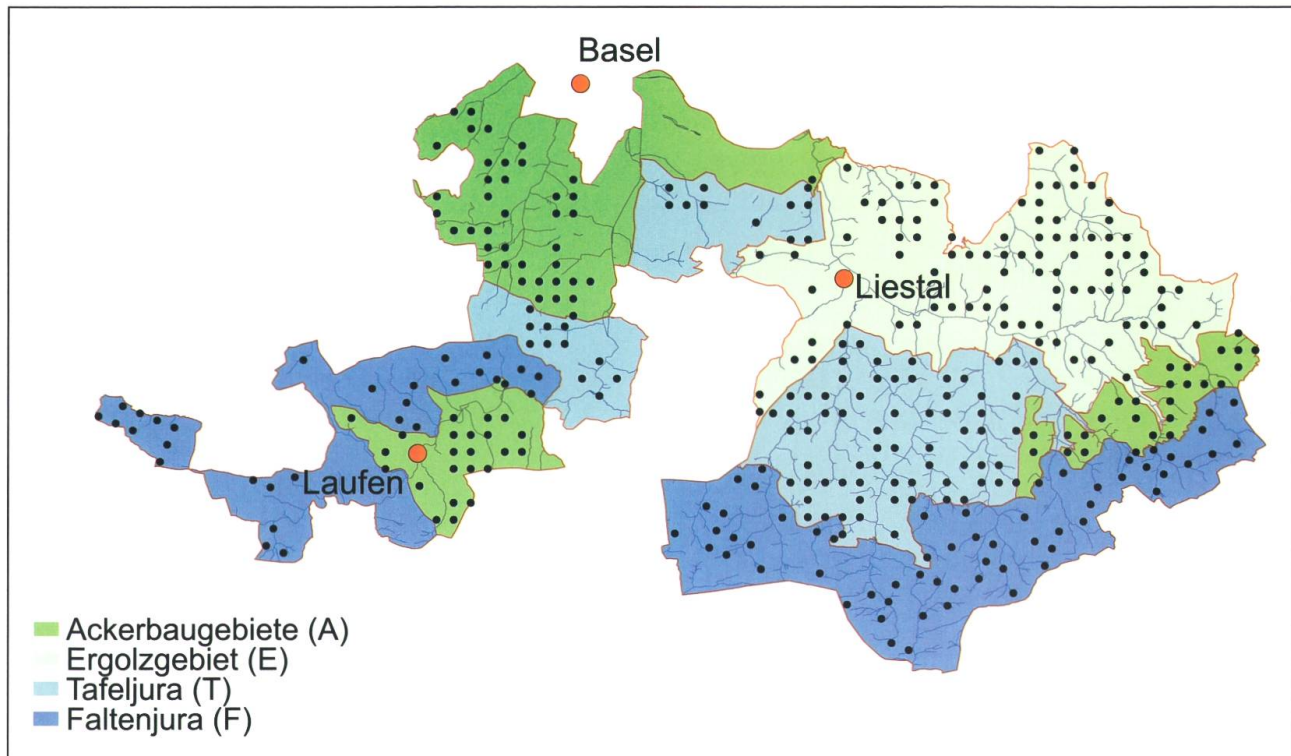 Basel
Liestal
Laufen
Ackerbaugebiete (A)
Ergolzgebiet (E)
Tafeljura (T)
Faltenjura (F)